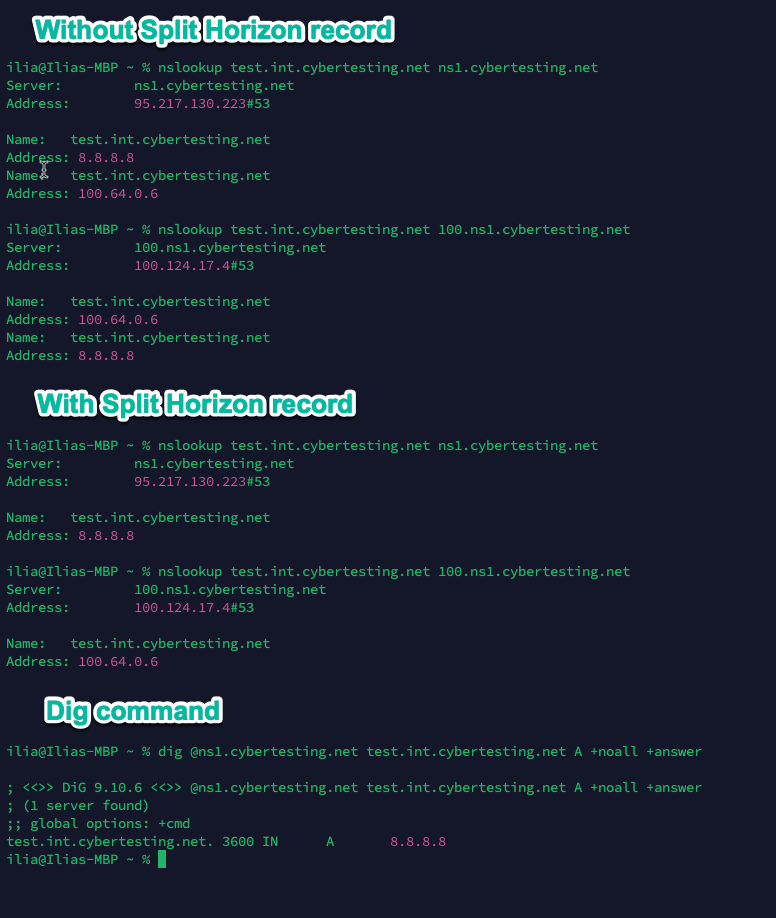 Without Split Horizon record
ilia@Ilias-MBP ~ % nslookup test.int.cybertesting.net ns1.cybertesting.net
Server:		ns1.cybertesting.net
Address:	95.217.130.223#53
Name:	test.int.cybertesting.net
Address: 8.8.8.8
Name:	test.int.cybertesting.net
Address: 100.64.0.6
ilia@Ilias-MBP ~ % nslookup test.int.cybertesting.net 100.ns1.cybertesting.net
Server:		100.ns1.cybertesting.net
Address:	100.124.17.4#53
Name:	test.int.cybertesting.net
Address: 100.64.0.6
Name:	test.int.cybertesting.net
Address: 8.8.8.8
With Split Horizon record
ilia@Ilias-MBP ~ % nslookup test.int.cybertesting.net ns1.cybertesting.net
Server:		ns1.cybertesting.net
Address:	95.217.130.223#53
Name:	test.int.cybertesting.net
Address: 8.8.8.8
ilia@Ilias-MBP ~ % nslookup test.int.cybertesting.net 100.ns1.cybertesting.net
Server:		100.ns1.cybertesting.net
Address:	100.124.17.4#53
Name:	test.int.cybertesting.net
Address: 100.64.0.6
Dig command
ilia@Ilias-MBP ~ % dig @ns1.cybertesting.net test.int.cybertesting.net A +noall +answer
; <<>> DiG 9.10.6 <<>> @ns1.cybertesting.net test.int.cybertesting.net A +noall +answer
; (1 server found)
;; global options: +cmd
test.int.cybertesting.net. 3600 IN	A	8.8.8.8
ilia@Ilias-MBP ~ %